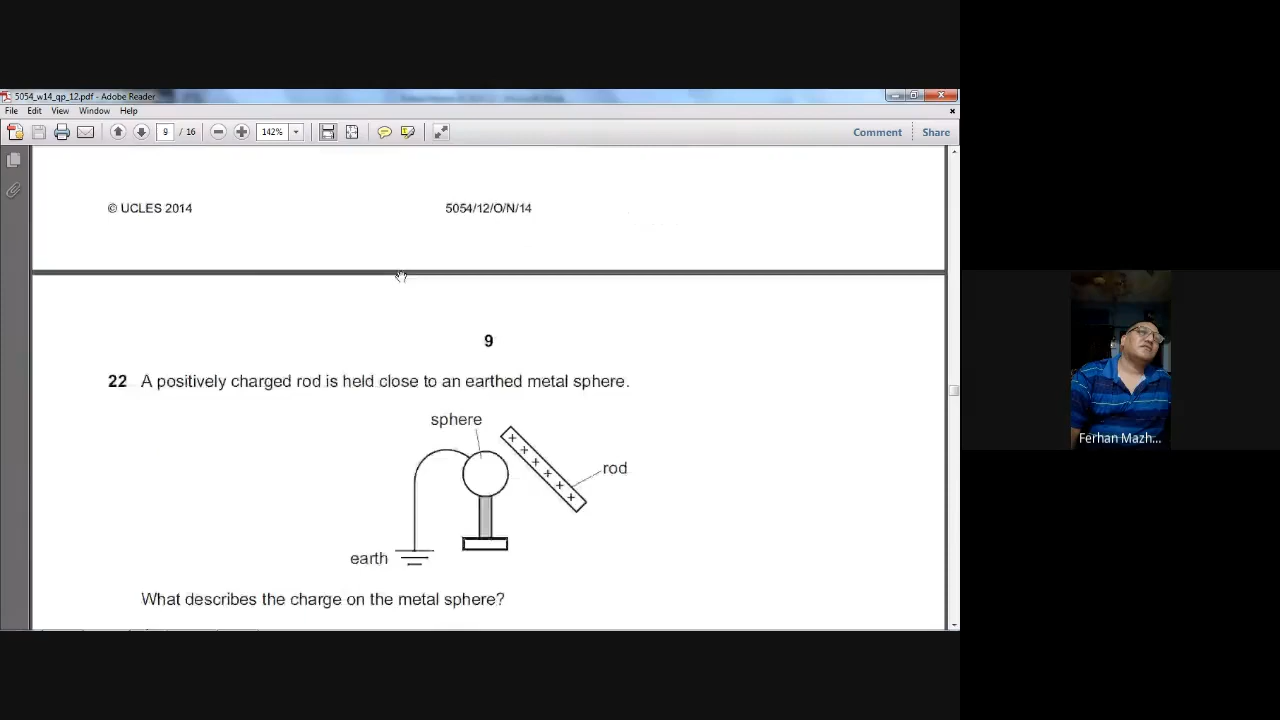 5054_w14_qp_12.pdf - Adobe Reader
File Edit View Window Help
9 / 16 142% Comment Share
© UCLES 2014 5054/12/O/N/14
9
22 A positively charged rod is held close to an earthed metal sphere.
sphere
rod
earth
What describes the charge on the metal sphere?
Ferhan Mazh...